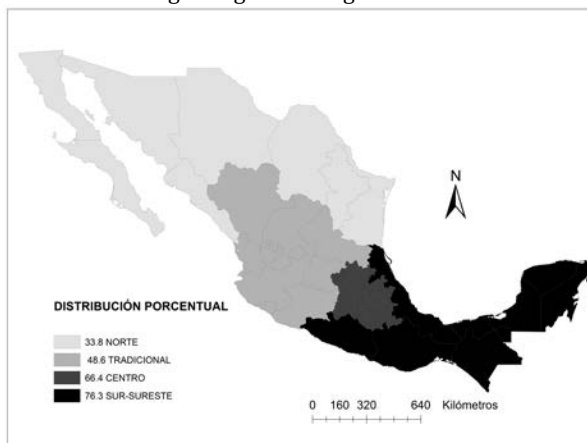 N
DISTRIBUCIÓN PORCENTUAL
33.8 NORTE
48.6 TRADICIONAL
66.4 CENTRO
76.3 SUR-SURESTE
0 160 320 640 Kilómetros